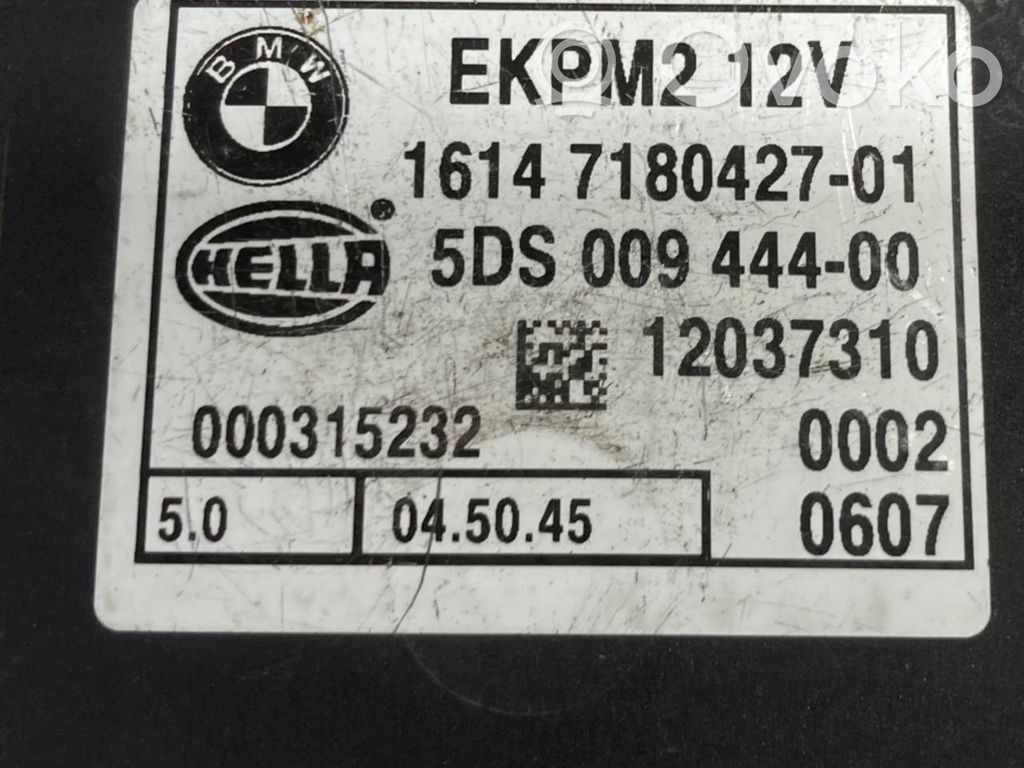 BMW
EKPM2 12V
Ovoko
1614 7180427-01
HELLA®
5DS 009 444-00
12037310
000315232
0002
5.0
04.50.45
0607